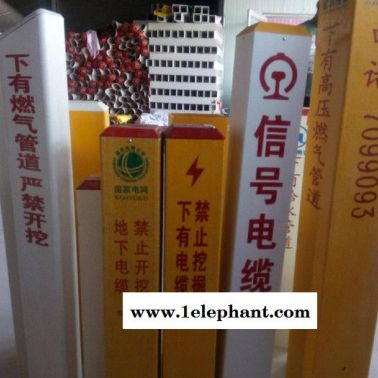 下有燃气管道 严禁开挖
国家电网
禁止开挖
地下电缆
禁止挖掘
下有电缆
信号电缆
7099093
下有高压燃气管道
www.1elephant.com